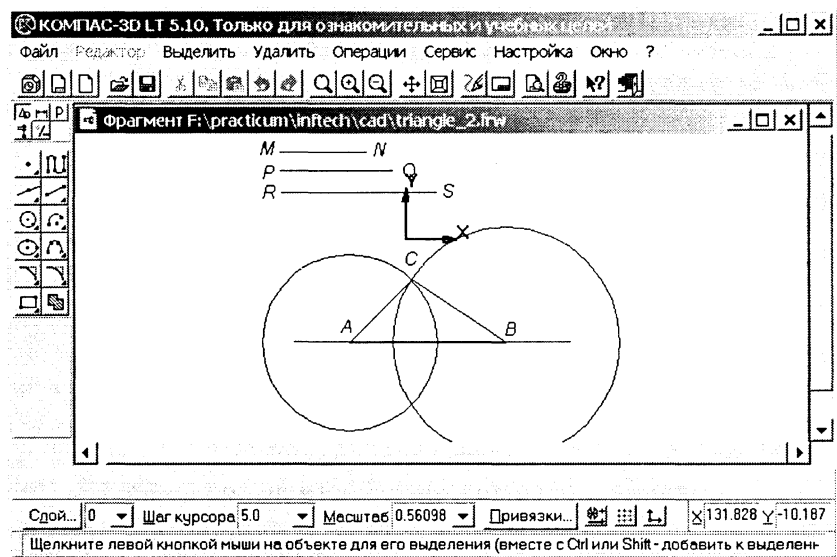 КОМПАС-3D LT 5.10. Только для ознакомительных и учебных целей
Файл Редактор Выделить Удалить Операции Сервис Настройка Окно ?
Фрагмент F:\practicum\inftech\cad\triangle_2.frw
M N
P Q
Y
R S
X
C
A B
Слой... 0 Шаг курсора 5.0 Масштаб 0.56098 Привязки... X 131.828 Y -10.187
Щелкните левой кнопкой мыши на объекте для его выделения (вместе с Ctrl или Shift - добавить к выделен